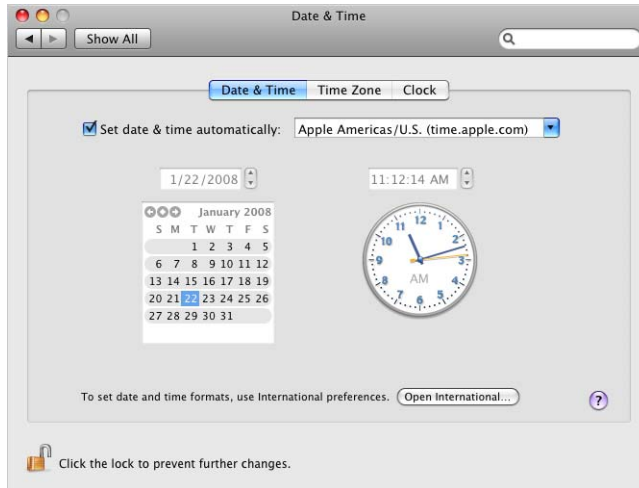 Date & Time
Show All
Date & Time Time Zone Clock
Set date & time automatically: Apple Americas/U.S. (time.apple.com)
1/22/2008 11:12:14 AM
January 2008
S M T W T F S
1 2 3 4 5
6 7 8 9 10 11 12
13 14 15 16 17 18 19
20 21 22 23 24 25 26
27 28 29 30 31
12
11 1
10 2
9 3
AM
8 4
7 5
6
To set date and time formats, use International preferences. Open International...
?
Click the lock to prevent further changes.